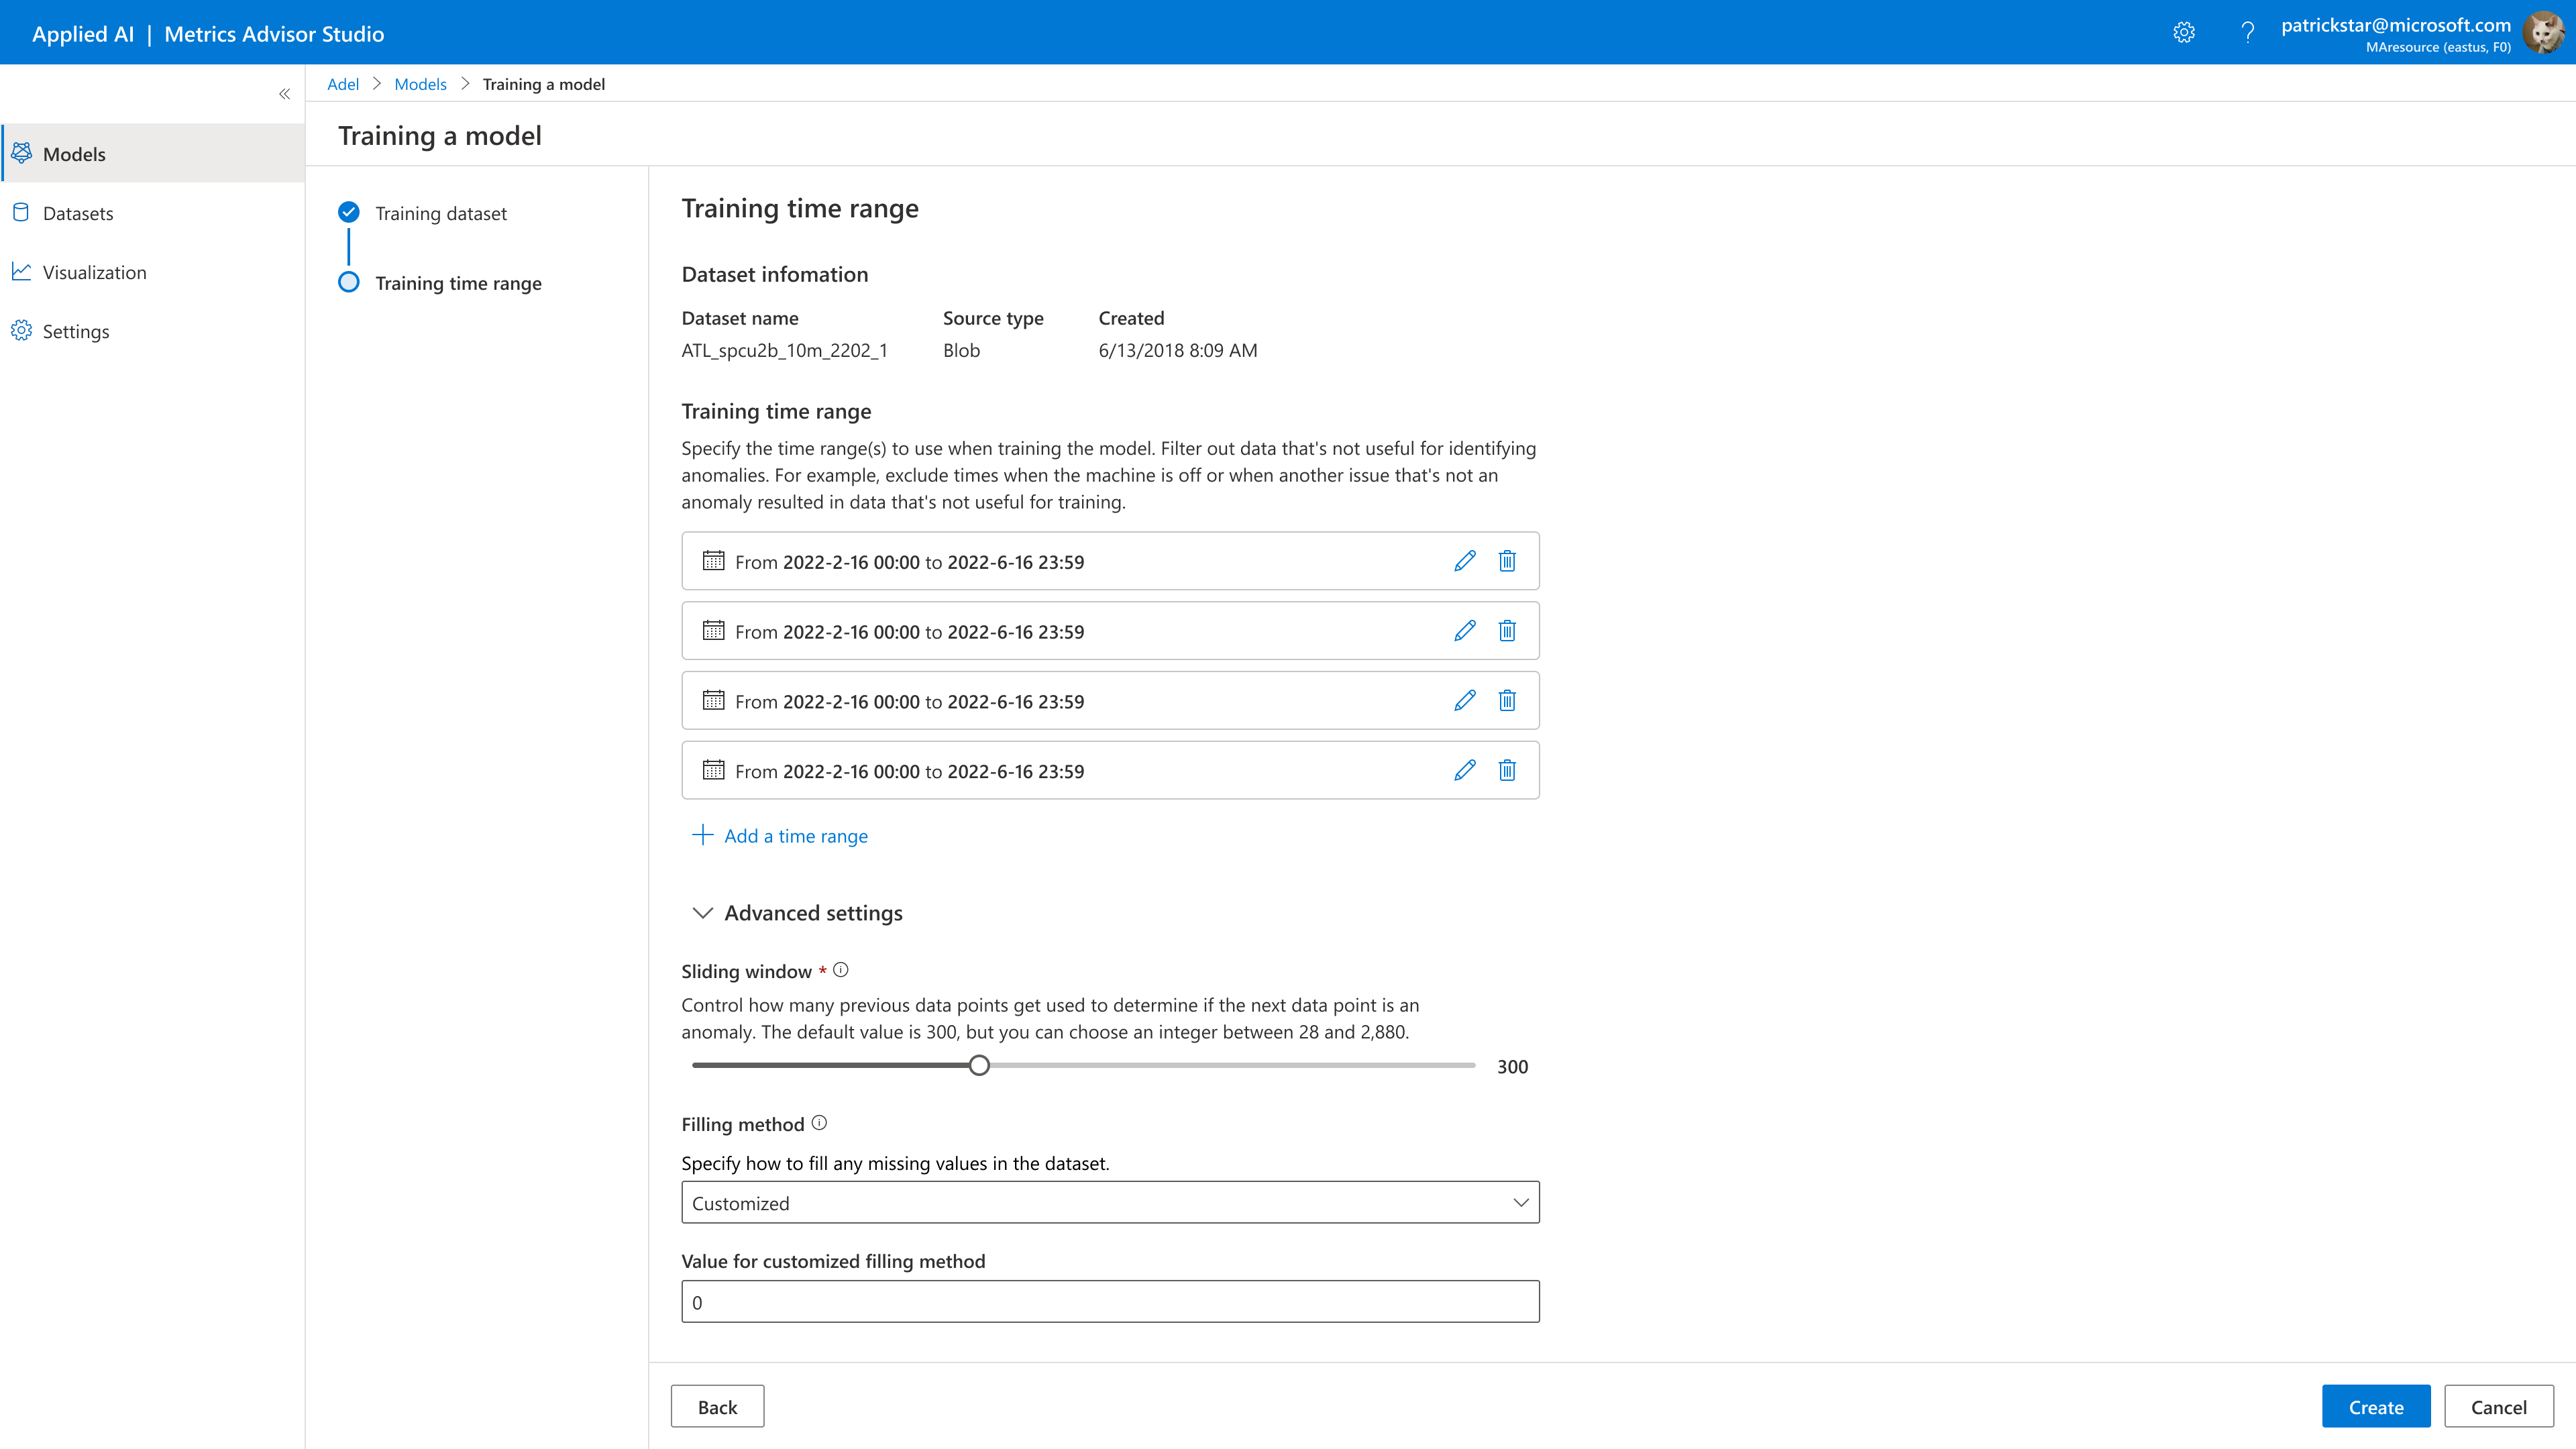 Applied AI | Metrics Advisor Studio
patrickstar@microsoft.com
MAresource (eastus, F0)
Adel > Models > Training a model
Models
Datasets
Visualization
Settings
Training a model
Training dataset
Training time range
Training time range
Dataset infomation
Dataset name Source type Created
ATL_spcu2b_10m_2202_1 Blob 6/13/2018 8:09 AM
Training time range
Specify the time range(s) to use when training the model. Filter out data that's not useful for identifying
anomalies. For example, exclude times when the machine is off or when another issue that's not an
anomaly resulted in data that's not useful for training.
From 2022-2-16 00:00 to 2022-6-16 23:59
From 2022-2-16 00:00 to 2022-6-16 23:59
From 2022-2-16 00:00 to 2022-6-16 23:59
From 2022-2-16 00:00 to 2022-6-16 23:59
Add a time range
Advanced settings
Sliding window *
Control how many previous data points get used to determine if the next data point is an
anomaly. The default value is 300, but you can choose an integer between 28 and 2,880.
300
Filling method
Specify how to fill any missing values in the dataset.
Customized
Value for customized filling method
0
Back
Create
Cancel